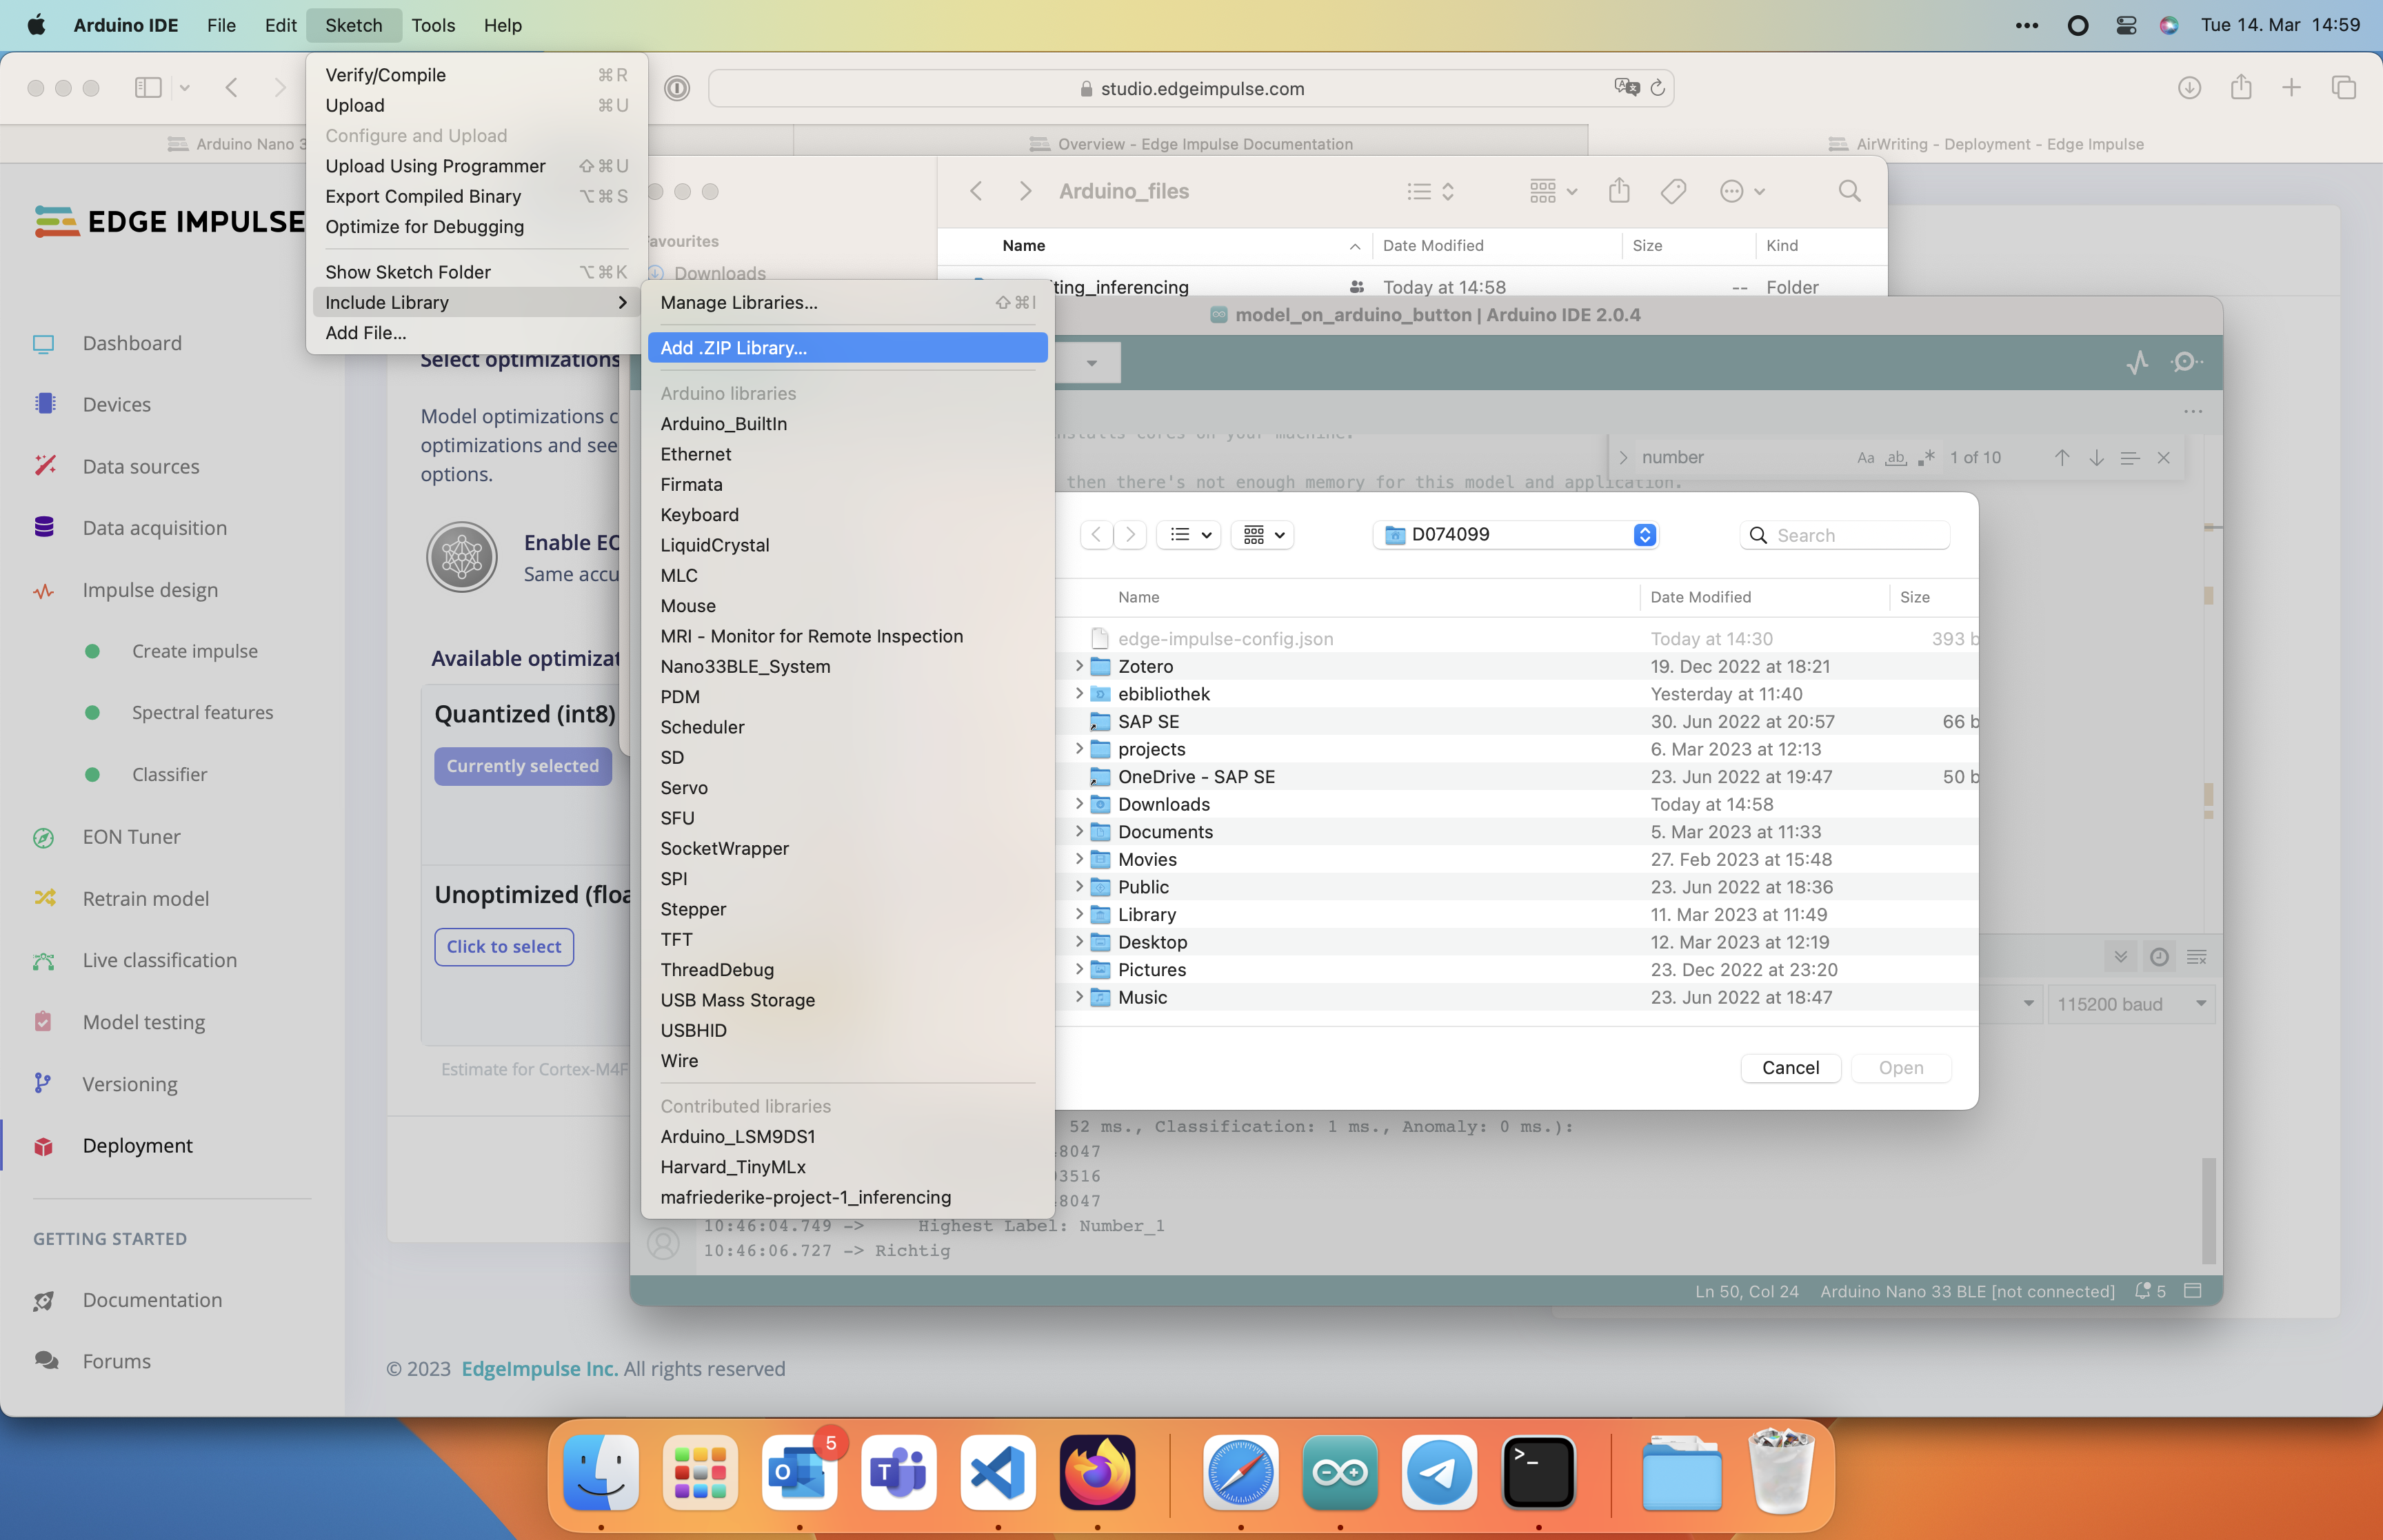 Arduino IDE File Edit Sketch Tools Help Tue 14. Mar 14:59
Verify/Compile ⌘R
Upload ⌘U
Configure and Upload
Upload Using Programmer ⇧⌘U
Export Compiled Binary ⌥⌘S
Optimize for Debugging
Show Sketch Folder ⌥⌘K
Include Library
Add File...
studio.edgeimpulse.com
Arduino Nano 3
Overview - Edge Impulse Documentation
AirWriting - Deployment - Edge Impulse
EDGE IMPULSE
Dashboard
Devices
Data sources
Data acquisition
Impulse design
Create impulse
Spectral features
Classifier
EON Tuner
Retrain model
Live classification
Model testing
Versioning
Deployment
GETTING STARTED
Documentation
Forums
Select optimizations
Model optimizations c
optimizations and see
options.
Enable EO
Same accu
Available optimizat
Quantized (int8)
Currently selected
Unoptimized (floa
Click to select
Estimate for Cortex-M4F
© 2023 EdgeImpulse Inc. All rights reserved
avourites
Downloads
Arduino_files
Name Date Modified Size Kind
ting_inferencing Today at 14:58 -- Folder
Manage Libraries... ⇧⌘I
Add .ZIP Library...
Arduino libraries
Arduino_BuiltIn
Ethernet
Firmata
Keyboard
LiquidCrystal
MLC
Mouse
MRI - Monitor for Remote Inspection
Nano33BLE_System
PDM
Scheduler
SD
Servo
SFU
SocketWrapper
SPI
Stepper
TFT
ThreadDebug
USB Mass Storage
USBHID
Wire
Contributed libraries
Arduino_LSM9DS1
Harvard_TinyMLx
mafriederike-project-1_inferencing
model_on_arduino_button | Arduino IDE 2.0.4
nstalls cores on your machine.
number Aa ab 1 of 10
then there's not enough memory for this model and application.
D074099
Search
Name Date Modified Size
edge-impulse-config.json Today at 14:30 393 b
Zotero 19. Dec 2022 at 18:21
ebibliothek Yesterday at 11:40
SAP SE 30. Jun 2022 at 20:57 66 b
projects 6. Mar 2023 at 12:13
OneDrive - SAP SE 23. Jun 2022 at 19:47 50 b
Downloads Today at 14:58
Documents 5. Mar 2023 at 11:33
Movies 27. Feb 2023 at 15:48
Public 23. Jun 2022 at 18:36
Library 11. Mar 2023 at 11:49
Desktop 12. Mar 2023 at 12:19
Pictures 23. Dec 2022 at 23:20
Music 23. Jun 2022 at 18:47
Cancel Open
115200 baud
52 ms., Classification: 1 ms., Anomaly: 0 ms.):
8047
3516
8047
10:46:04.749 -> Highest Label: Number_1
10:46:06.727 -> Richtig
Ln 50, Col 24 Arduino Nano 33 BLE [not connected] 5
5